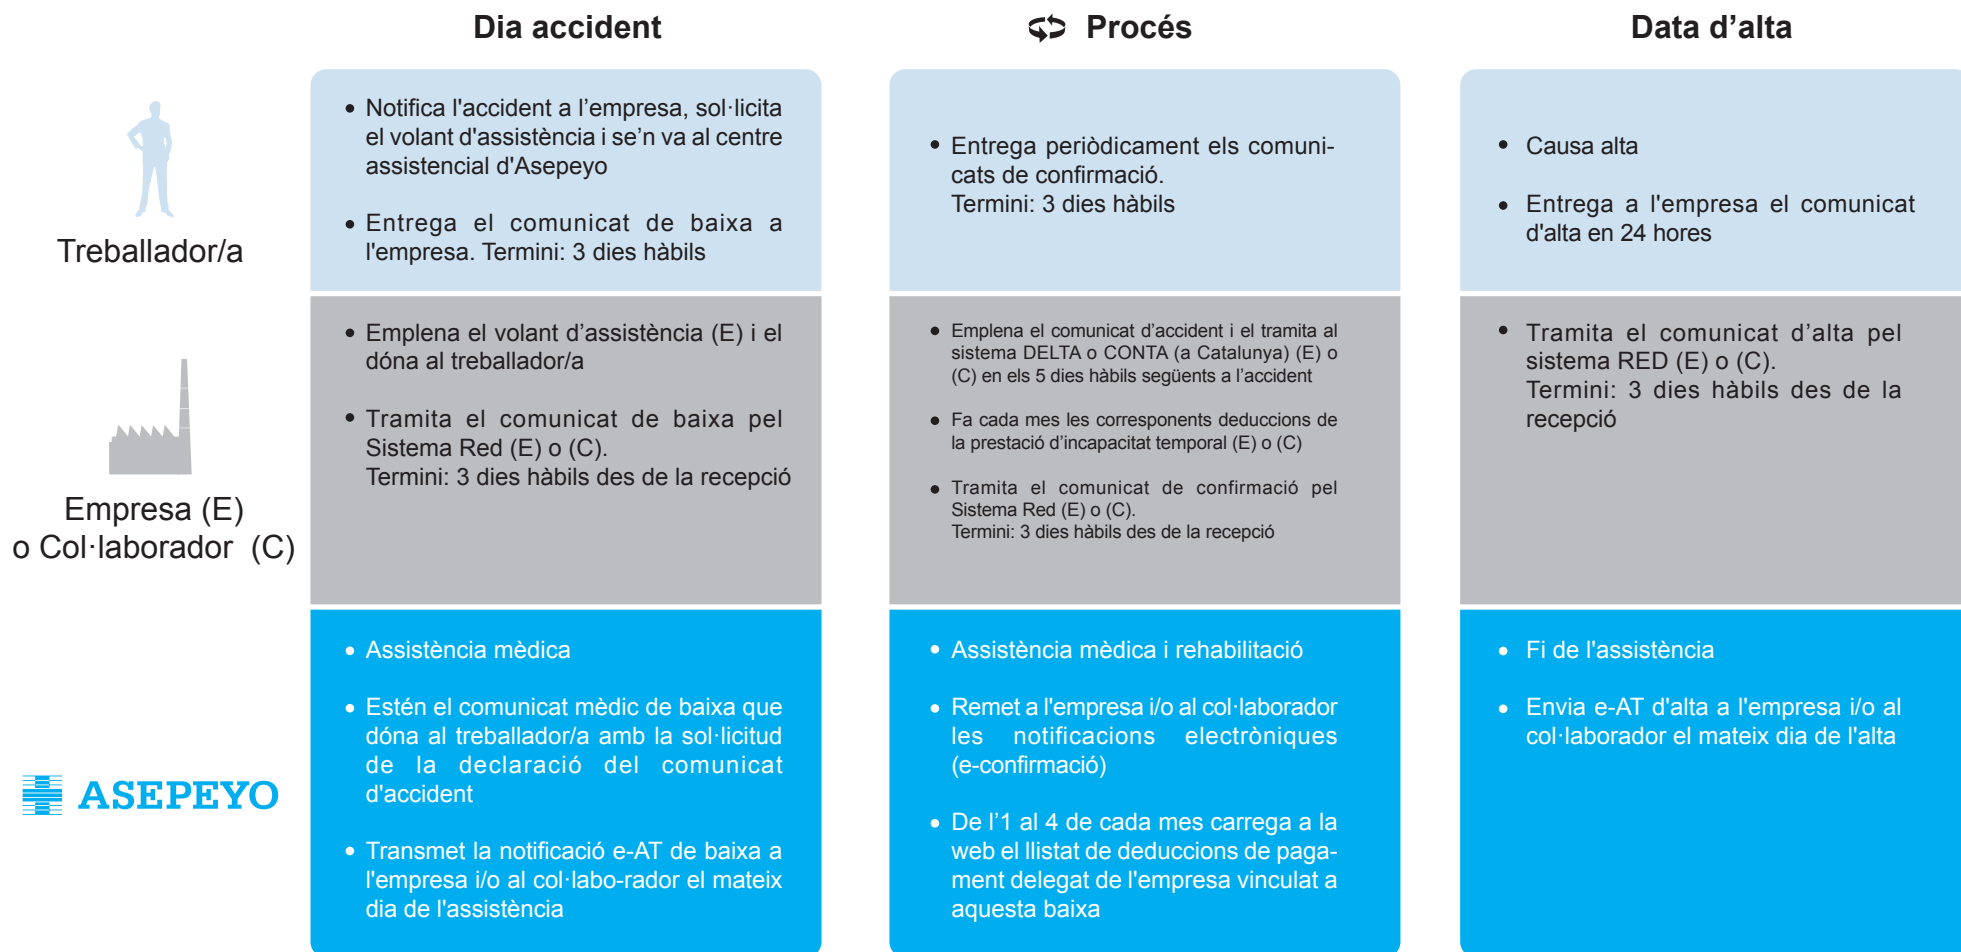 Dia accident
Procés
Data d’alta
Treballador/a
• Notifica l'accident a l’empresa, sol·licita
el volant d'assistència i se’n va al centre
assistencial d'Asepeyo
• Entrega el comunicat de baixa a
l'empresa. Termini: 3 dies hàbils
• Entrega periòdicament els comuni-
cats de confirmació.
Termini: 3 dies hàbils
• Causa alta
• Entrega a l'empresa el comunicat
d'alta en 24 hores
Empresa (E)
o Col·laborador (C)
• Emplena el volant d’assistència (E) i el
dóna al treballador/a
• Tramita el comunicat de baixa pel
Sistema Red (E) o (C).
Termini: 3 dies hàbils des de la recepció
• Emplena el comunicat d’accident i el tramita al
sistema DELTA o CONTA (a Catalunya) (E) o
(C) en els 5 dies hàbils següents a l’accident
• Fa cada mes les corresponents deduccions de
la prestació d’incapacitat temporal (E) o (C)
• Tramita el comunicat de confirmació pel
Sistema Red (E) o (C).
Termini: 3 dies hàbils des de la recepció
• Tramita el comunicat d’alta pel
sistema RED (E) o (C).
Termini: 3 dies hàbils des de la
recepció
ASEPEYO
• Assistència mèdica
• Estén el comunicat mèdic de baixa que
dóna al treballador/a amb la sol·licitud
de la declaració del comunicat
d'accident
• Transmet la notificació e-AT de baixa a
l'empresa i/o al col·labo-rador el mateix
dia de l'assistència
• Assistència mèdica i rehabilitació
• Remet a l'empresa i/o al col·laborador
les notificacions electròniques
(e-confirmació)
• De l’1 al 4 de cada mes carrega a la
web el llistat de deduccions de paga-
ment delegat de l'empresa vinculat a
aquesta baixa
• Fi de l'assistència
• Envia e-AT d'alta a l'empresa i/o al
col·laborador el mateix dia de l'alta